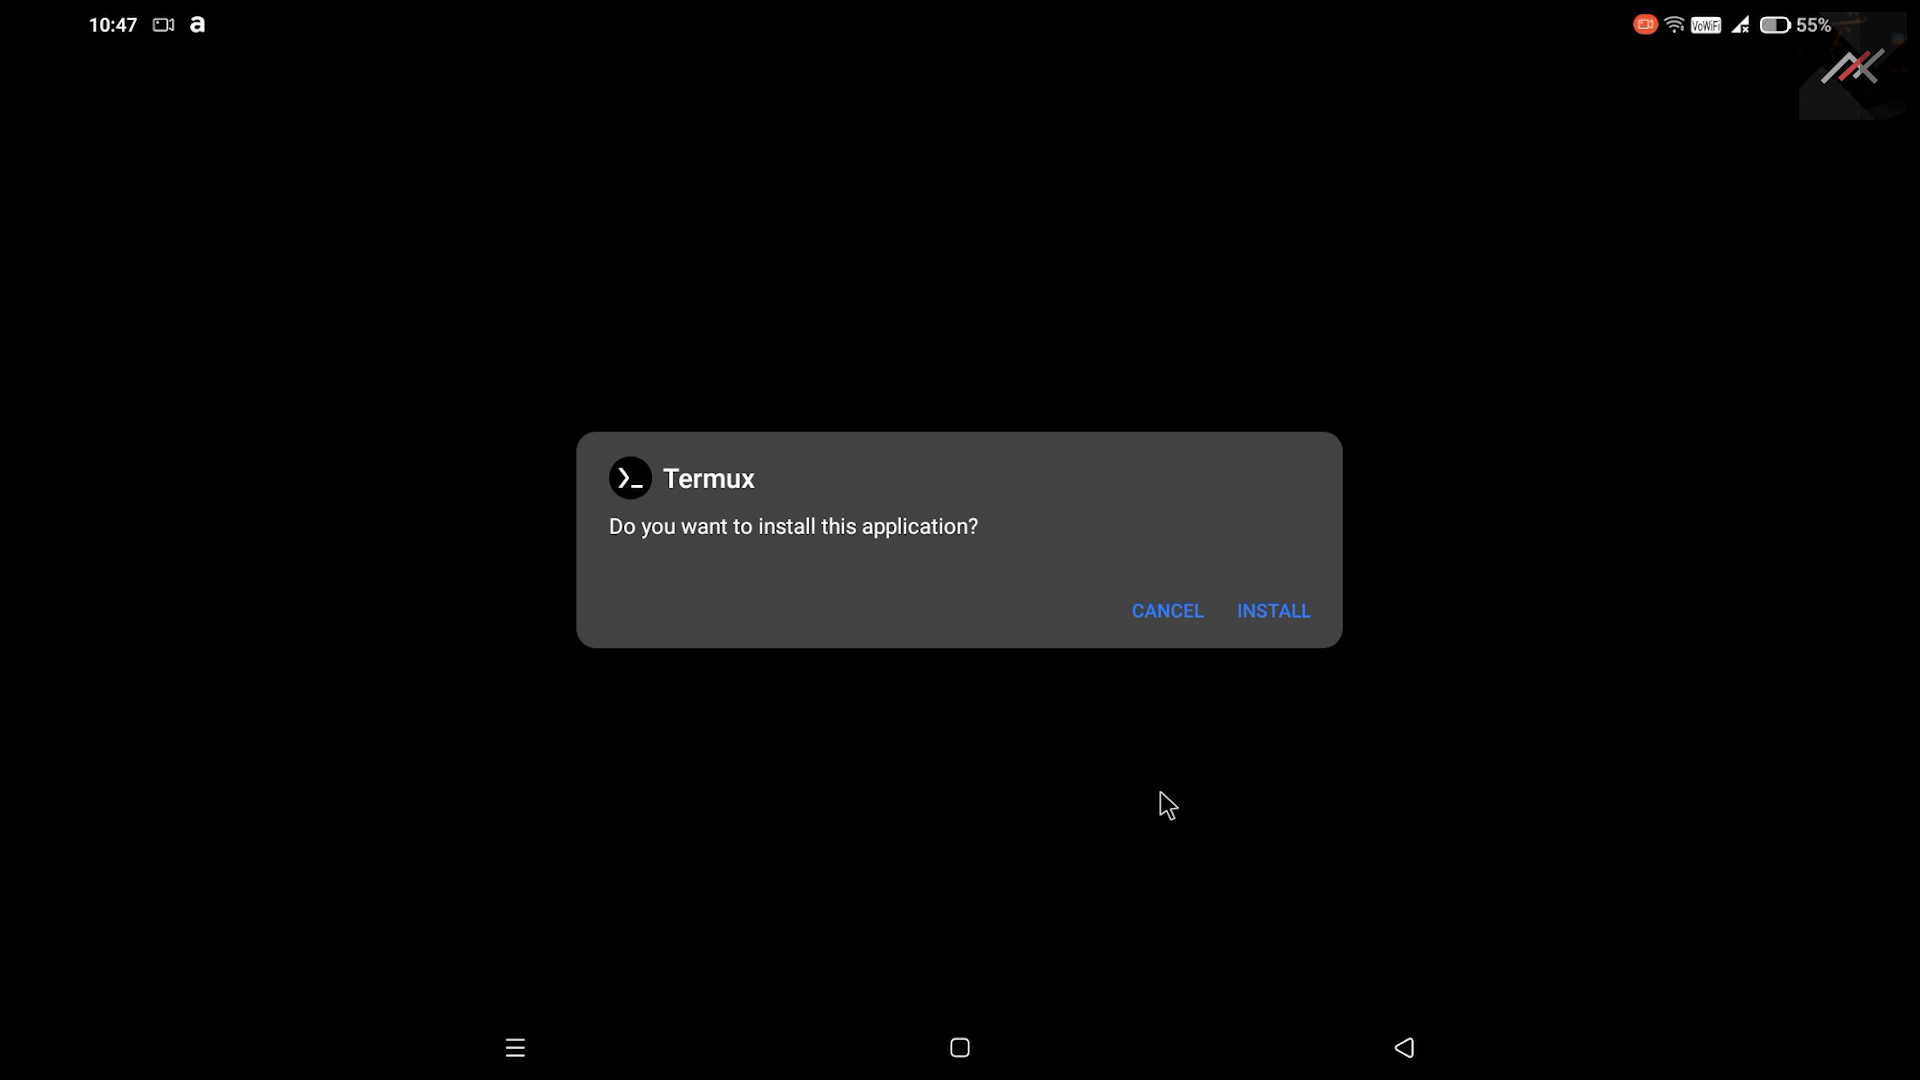 10:47 a VoWiFi 55%
Termux
Do you want to install this application?
CANCEL INSTALL